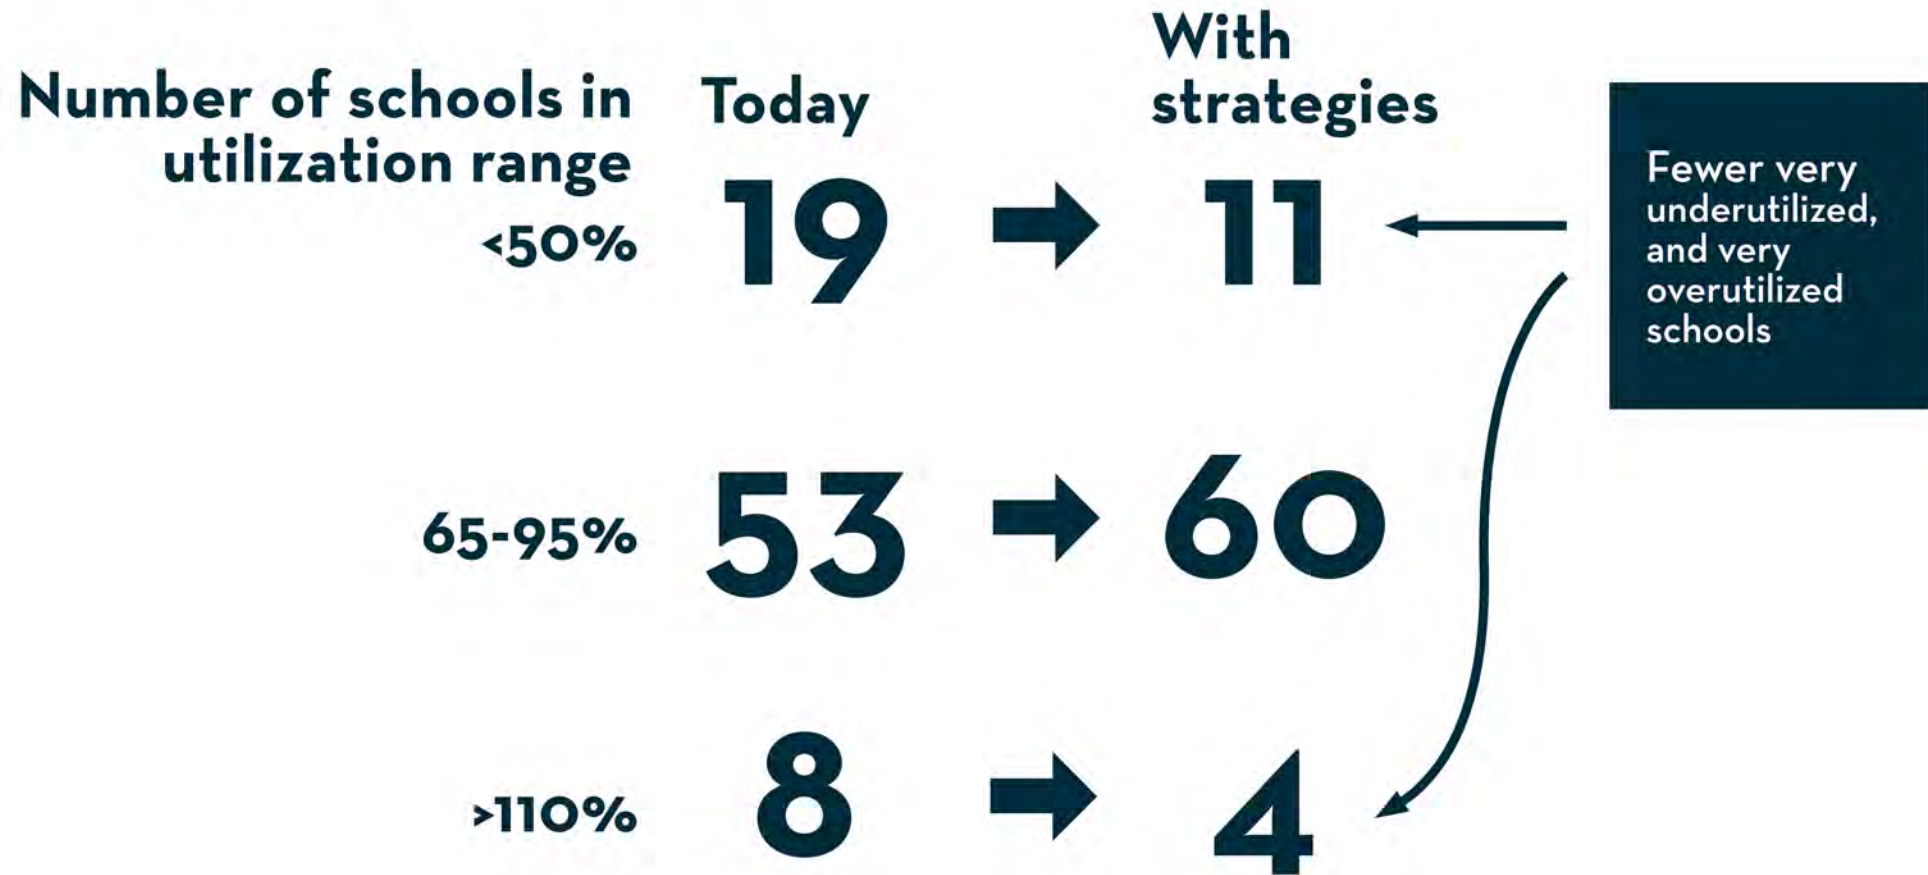 Number of schools in
utilization range
Today
With
strategies
<50%
19
11
Fewer very
underutilized,
and very
overutilized
schools
65-95%
53
60
>110%
8
4